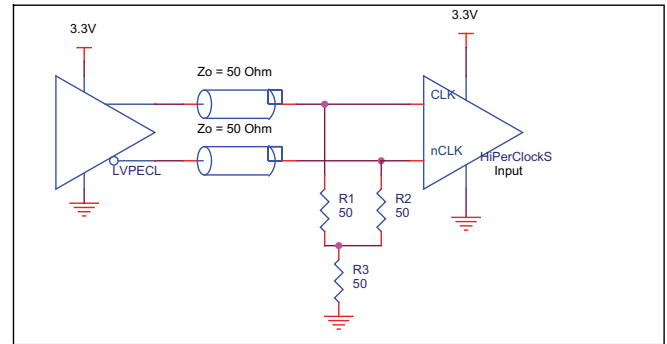 3.3V
3.3V
Zo = 50 Ohm
CLK
Zo = 50 Ohm
nCLK
LVPECL
HiPerClockS
Input
R1
50
R2
50
R3
50